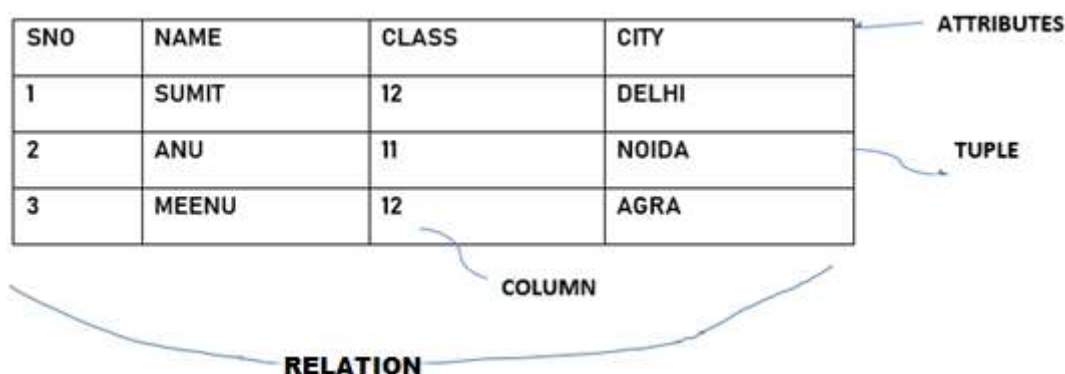 SNO NAME CLASS CITY
ATTRIBUTES
1 SUMIT 12 DELHI
2 ANU 11 NOIDA
TUPLE
3 MEENU 12 AGRA
COLUMN
RELATION